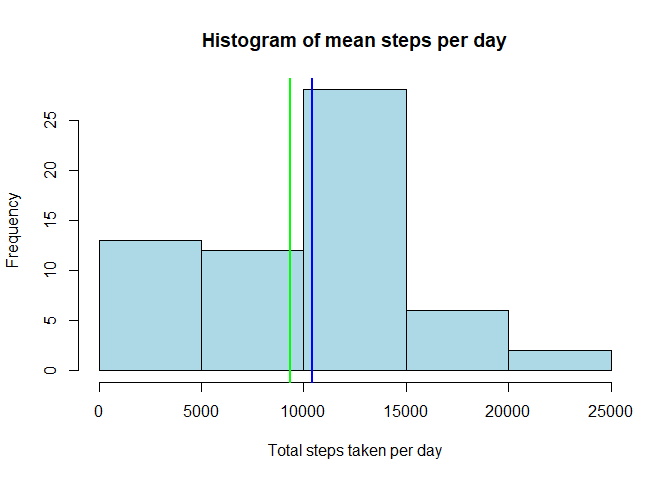 Histogram of mean steps per day
Frequency
25
20
15
10
5
0
0 5000 10000 15000 20000 25000
Total steps taken per day